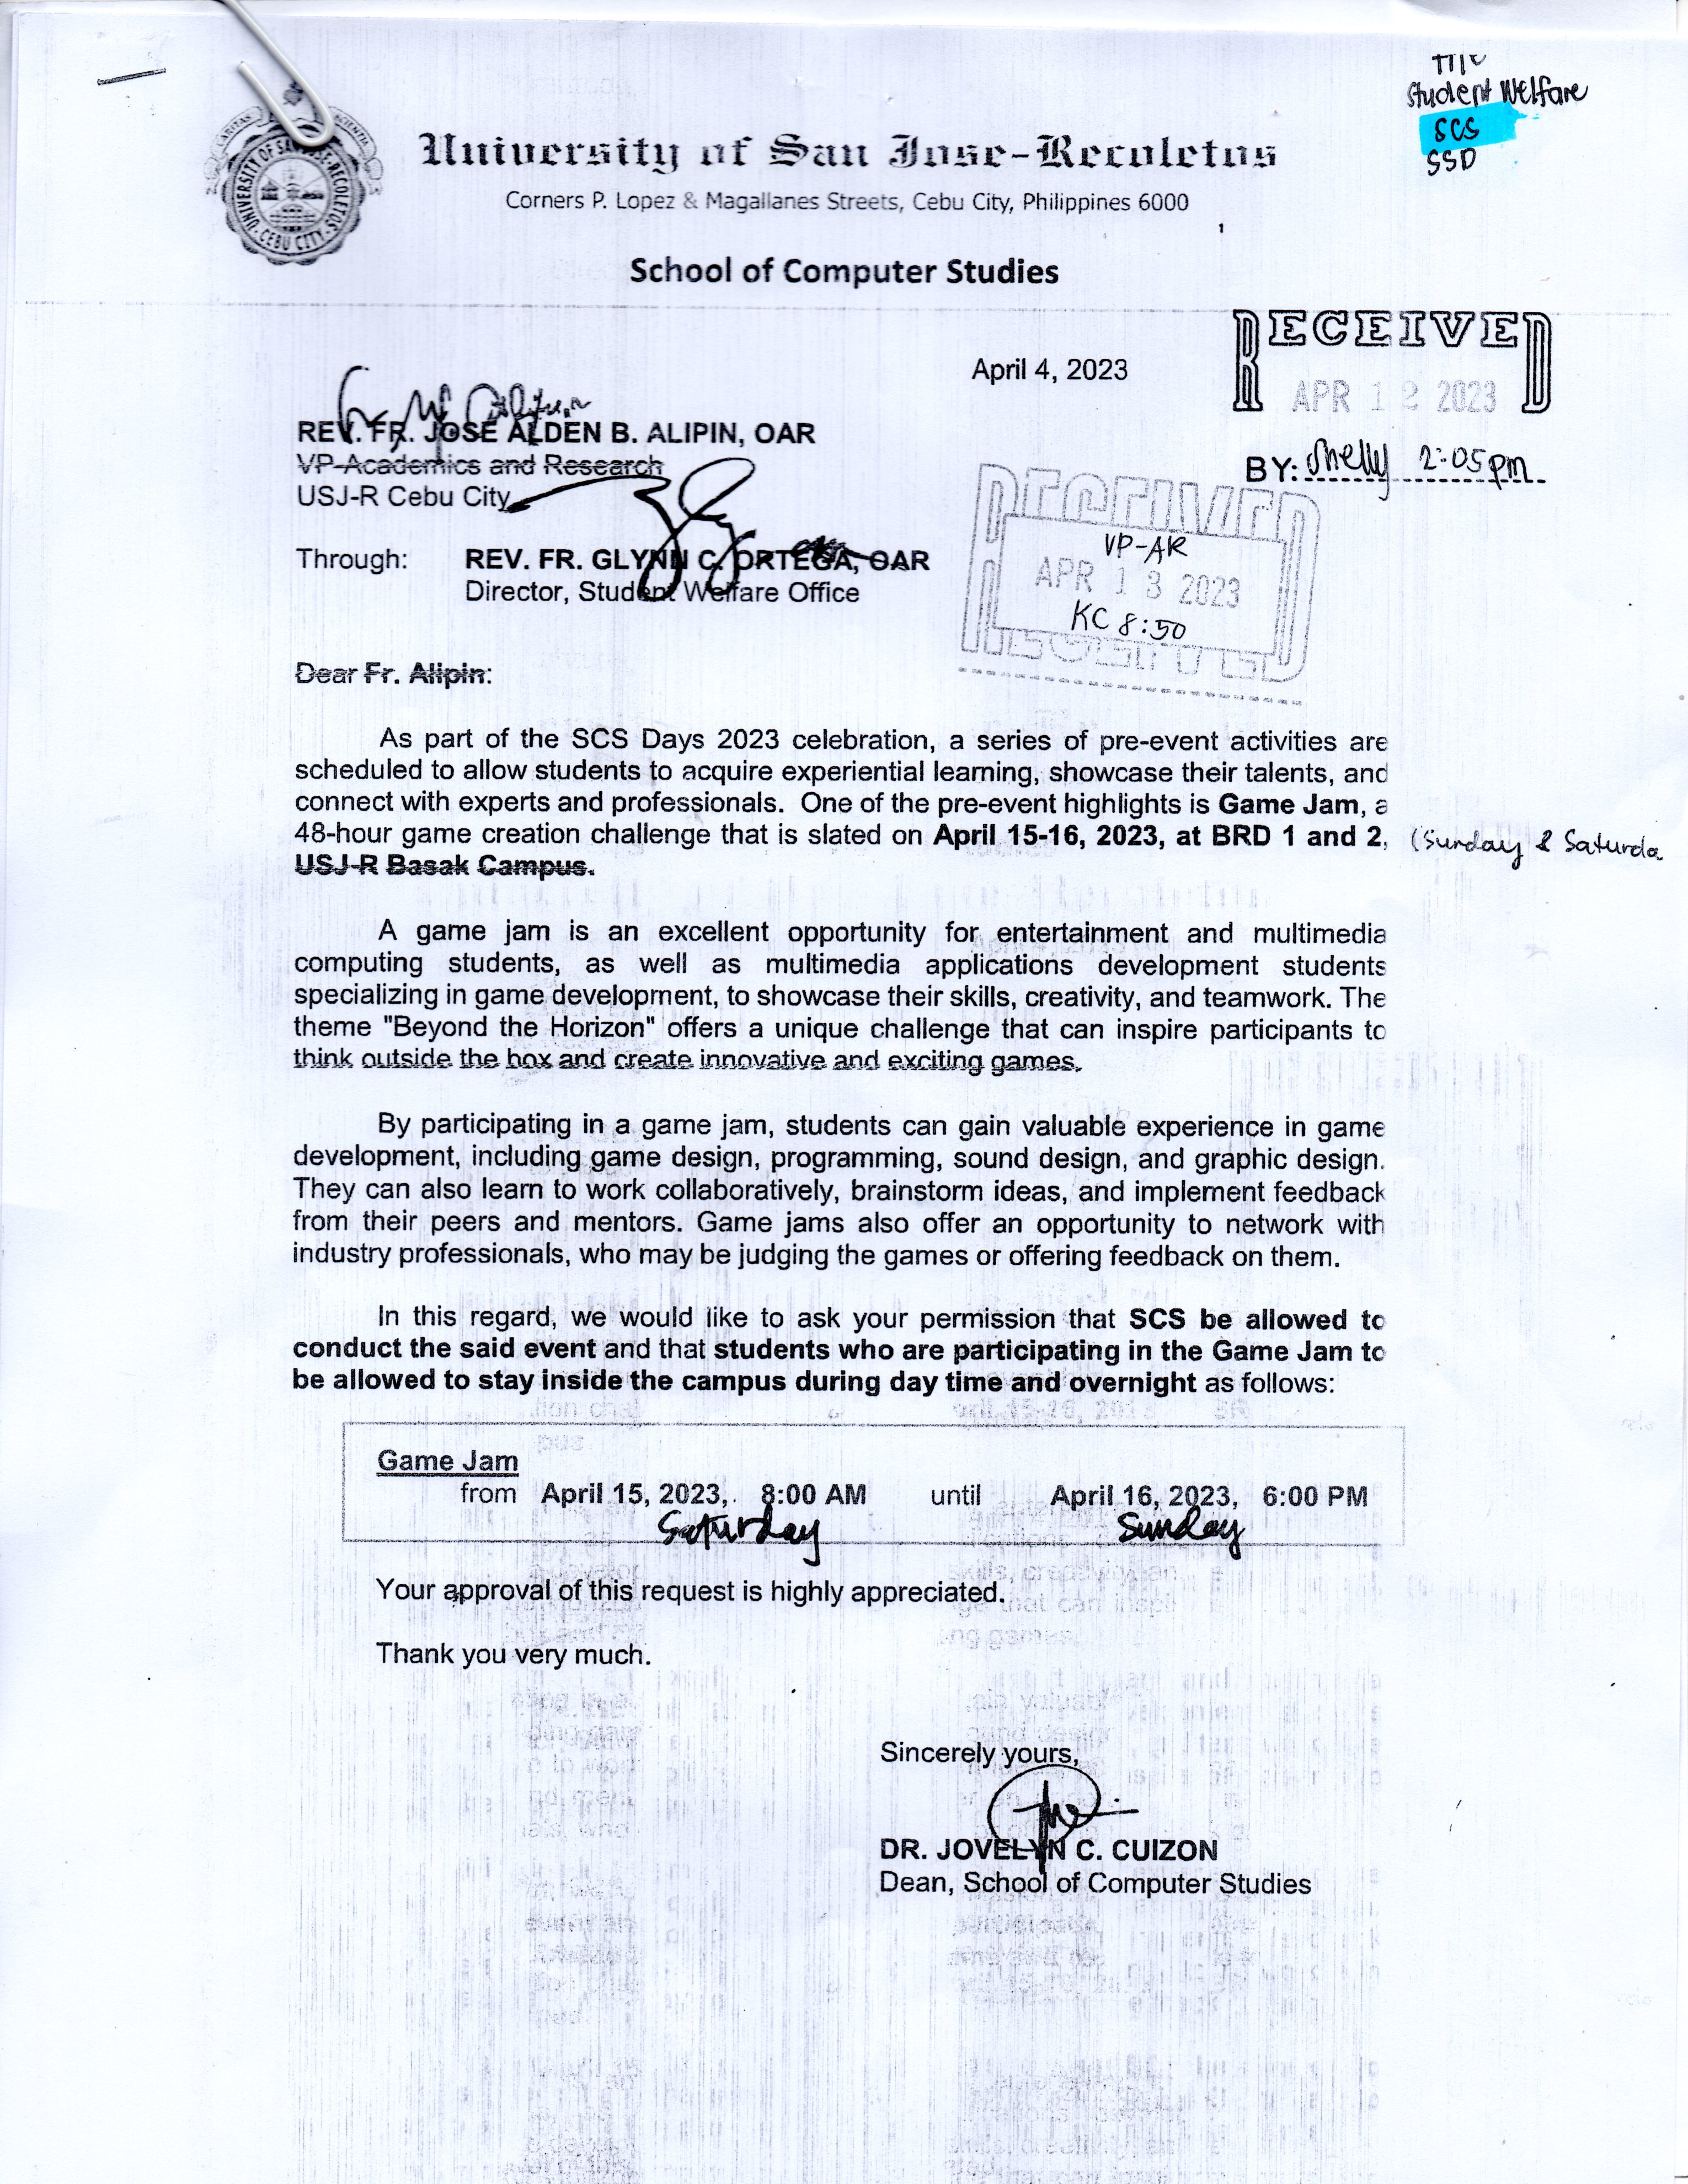 Student Welfare
SCS
SSD
CARITAS
SCIENTIA
UNIVERSITY OF SAN JOSE-RECOLETOS
CEBU CITY
University of San Jose-Recoletos
Corners P. Lopez & Magallanes Streets, Cebu City, Philippines 6000
School of Computer Studies
RECEIVED
APR 12 2023
BY: Shelly 2:05pm
April 4, 2023
REV. FR. JOSE ALDEN B. ALIPIN, OAR
VP-Academics and Research
USJ-R Cebu City
Through: REV. FR. GLYNN C. ORTEGA, OAR
Director, Student Welfare Office
RECEIVED
VP-AR
APR 13 2023
KC 8:50
RECEIVED
Dear Fr. Alipin:
As part of the SCS Days 2023 celebration, a series of pre-event activities are
scheduled to allow students to acquire experiential learning, showcase their talents, and
connect with experts and professionals. One of the pre-event highlights is Game Jam, a
48-hour game creation challenge that is slated on April 15-16, 2023, at BRD 1 and 2, (Sunday & Saturda
USJ-R Basak Campus.
A game jam is an excellent opportunity for entertainment and multimedia
computing students, as well as multimedia applications development students
specializing in game development, to showcase their skills, creativity, and teamwork. The
theme "Beyond the Horizon" offers a unique challenge that can inspire participants to
think outside the box and create innovative and exciting games.
By participating in a game jam, students can gain valuable experience in game
development, including game design, programming, sound design, and graphic design.
They can also learn to work collaboratively, brainstorm ideas, and implement feedback
from their peers and mentors. Game jams also offer an opportunity to network with
industry professionals, who may be judging the games or offering feedback on them.
In this regard, we would like to ask your permission that SCS be allowed to
conduct the said event and that students who are participating in the Game Jam to
be allowed to stay inside the campus during day time and overnight as follows:
Game Jam
from April 15, 2023, 8:00 AM until April 16, 2023, 6:00 PM
Saturday Sunday
Your approval of this request is highly appreciated.
Thank you very much.
Sincerely yours,
DR. JOVELYN C. CUIZON
Dean, School of Computer Studies